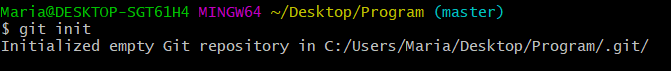 Maria@DESKTOP-SGT61H4 MINGW64 ~/Desktop/Program (master)
$ git init
Initialized empty Git repository in C:/Users/Maria/Desktop/Program/.git/